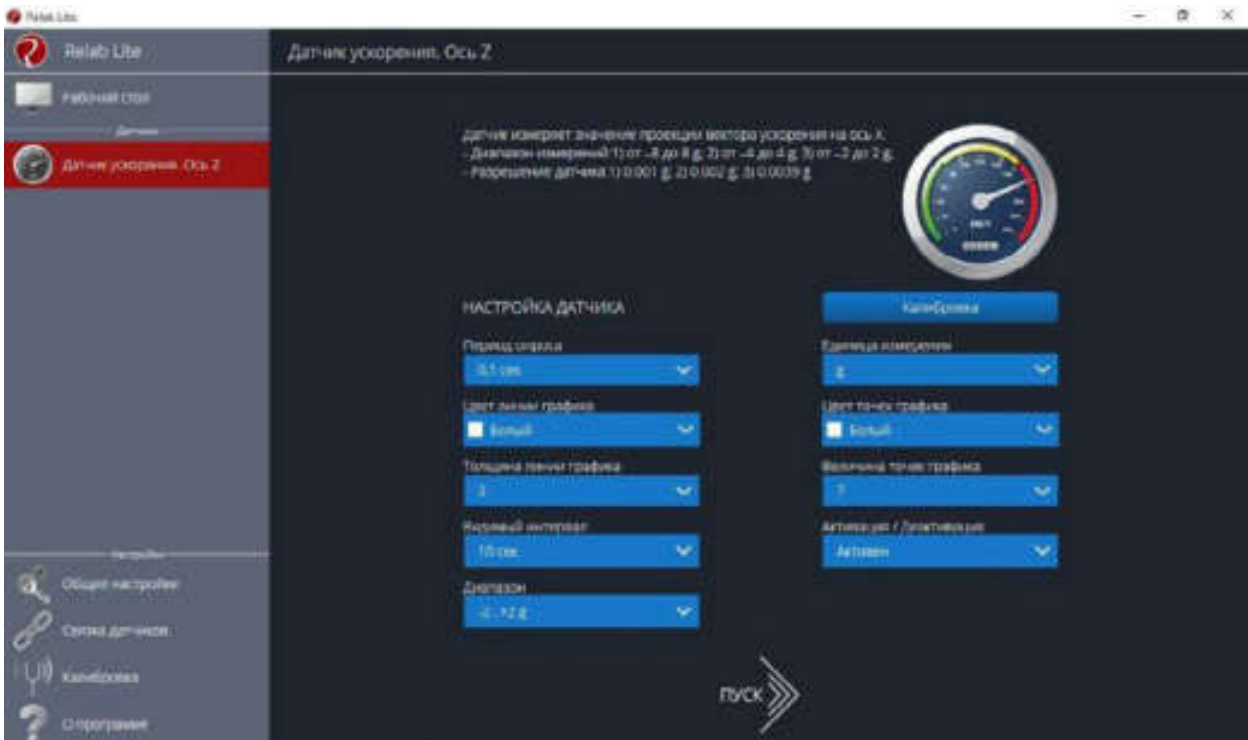 Relab Lite
Relab Lite
Датчик ускорения. Ось Z
Рабочий стол
Датчики
Датчик ускорения. Ось Z
Датчик измеряет значение проекции вектора ускорения на ось X.
- Диапазон измерений 1) от -8 до 8 g; 2) от -4 до 4 g; 3) от -2 до 2 g.
- Разрешение датчика 1) 0.001 g; 2) 0.002 g; 3) 0.0039 g
НАСТРОЙКА ДАТЧИКА
Калибровка
Период опроса
Единица измерения
0,1 сек
g
Цвет линии графика
Цвет точек графика
Белый
Белый
Толщина линии графика
Величина точек графика
Видимый интервал
Активация / Деактивация
10 сек
Активен
Диапазон
-2..+2 g
Настройки
Общие настройки
Связка датчиков
Калибровка
О программе
ПУСК